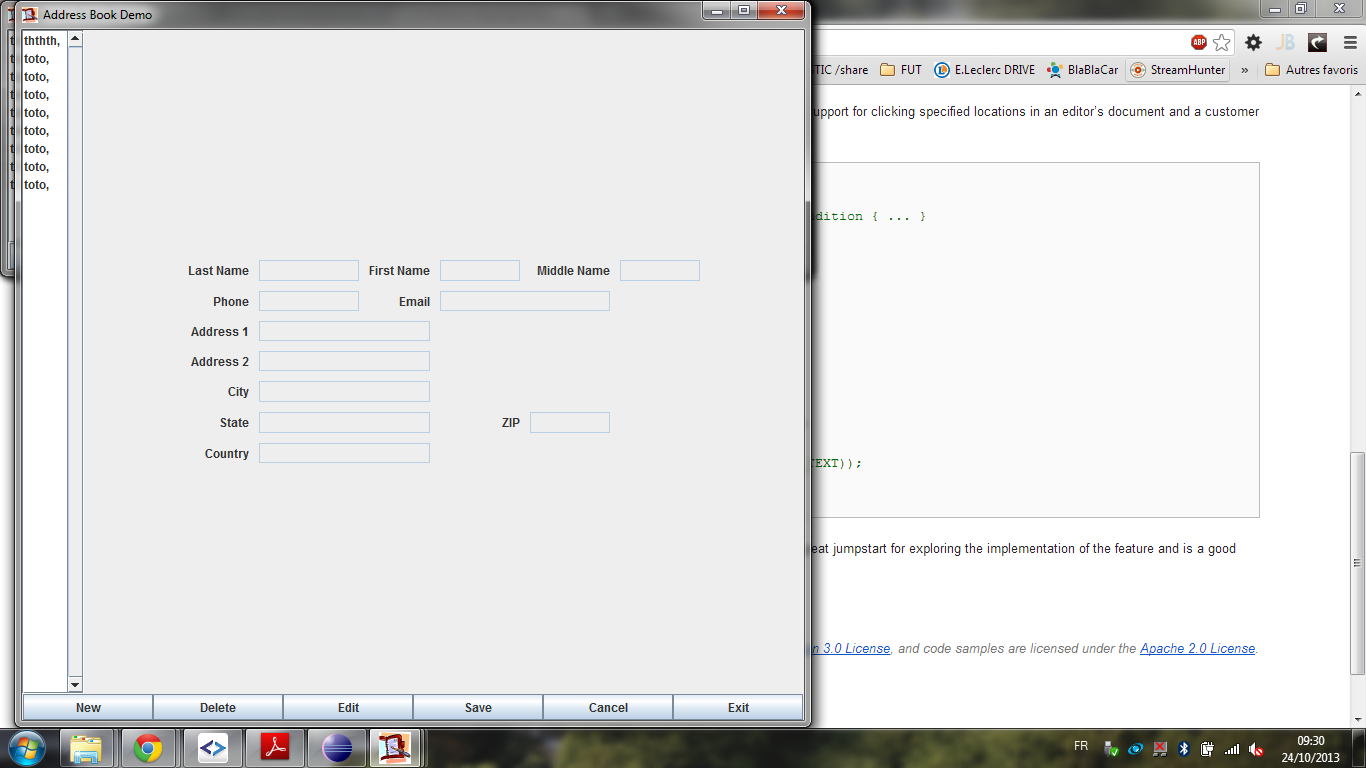 Address Book Demo
ththth,
toto,
toto,
toto,
toto,
toto,
toto,
toto,
toto,
Last Name First Name Middle Name
Phone Email
Address 1
Address 2
City
State ZIP
Country
New Delete Edit Save Cancel Exit
ABP JB
/share FUT E.Leclerc DRIVE BlaBlaCar StreamHunter » Autres favoris
support for clicking specified locations in an editor's document and a customer
dition { ... }
TEXT));
eat jumpstart for exploring the implementation of the feature and is a good
n 3.0 License, and code samples are licensed under the Apache 2.0 License.
FR
09:30
24/10/2013